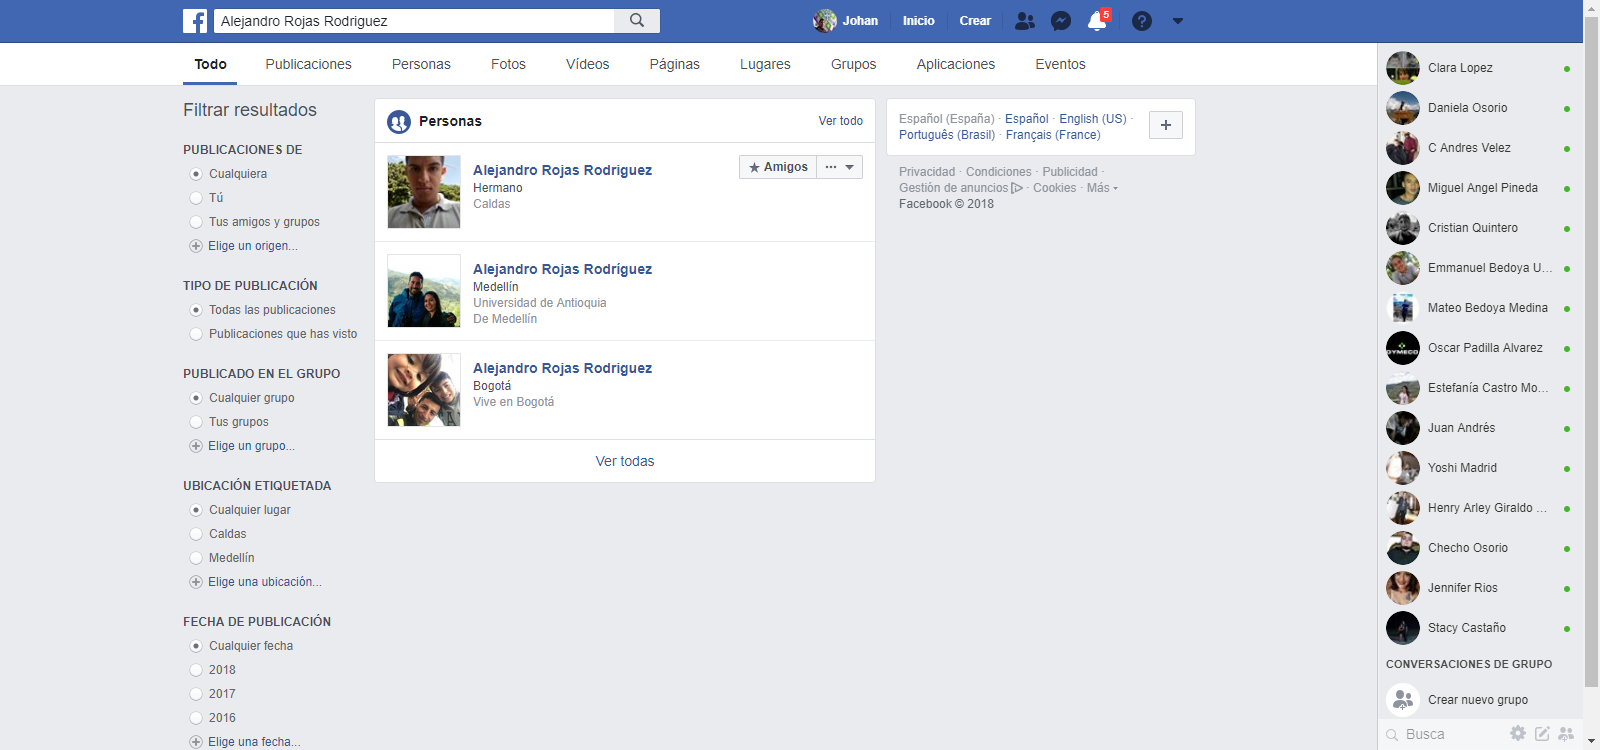 Alejandro Rojas Rodriguez
Johan
Inicio
Crear
5
Todo
Publicaciones
Personas
Fotos
Vídeos
Páginas
Lugares
Grupos
Aplicaciones
Eventos
Filtrar resultados
PUBLICACIONES DE
Cualquiera
Tú
Tus amigos y grupos
Elige un origen...
TIPO DE PUBLICACIÓN
Todas las publicaciones
Publicaciones que has visto
PUBLICADO EN EL GRUPO
Cualquier grupo
Tus grupos
Elige un grupo...
UBICACIÓN ETIQUETADA
Cualquier lugar
Caldas
Medellín
Elige una ubicación...
FECHA DE PUBLICACIÓN
Cualquier fecha
2018
2017
2016
Elige una fecha...
Personas
Ver todo
Alejandro Rojas Rodriguez
Hermano
Caldas
Amigos
Alejandro Rojas Rodríguez
Medellín
Universidad de Antioquia
De Medellín
Alejandro Rojas Rodriguez
Bogotá
Vive en Bogotá
Ver todas
Español (España) · Español · English (US) ·
Português (Brasil) · Français (France)
Privacidad · Condiciones · Publicidad ·
Gestión de anuncios · Cookies · Más
Facebook © 2018
Clara Lopez
Daniela Osorio
C Andres Velez
Miguel Angel Pineda
Cristian Quintero
Emmanuel Bedoya U...
Mateo Bedoya Medina
Oscar Padilla Alvarez
Estefanía Castro Mo...
Juan Andrés
Yoshi Madrid
Henry Arley Giraldo ...
Checho Osorio
Jennifer Rios
Stacy Castaño
CONVERSACIONES DE GRUPO
Crear nuevo grupo
Busca